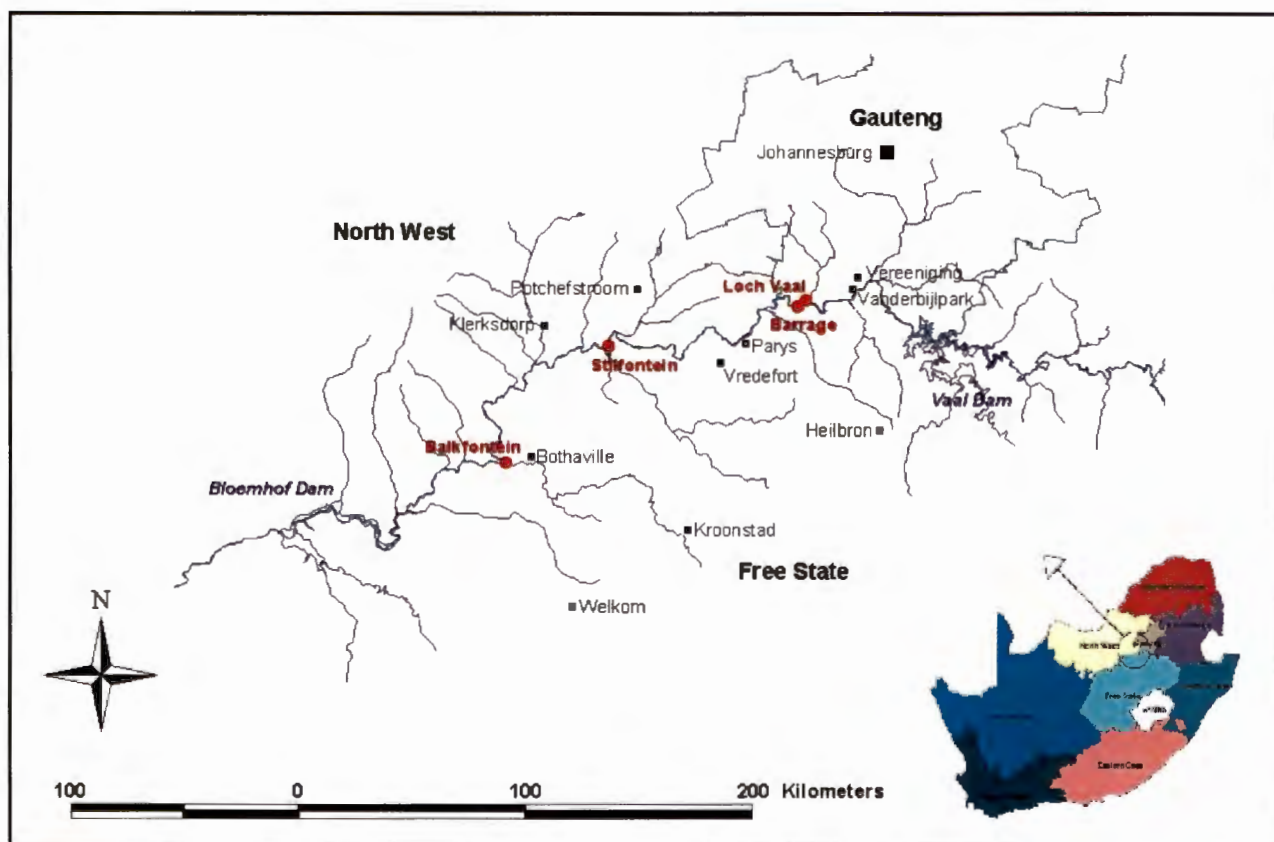 Gauteng
Johannesburg
North West
Vereeniging
Potchefstroom
Loch Vaal
Vanderbijlpark
Klerksdorp
Barrage
Parys
Stilfontein
Vredefort
Vaal Dam
Heilbron
Balkfontein
Bothaville
Bloemhof Dam
Kroonstad
Free State
Welkom
N
North West
Free State
Eastern Cape
100 0 100 200 Kilometers